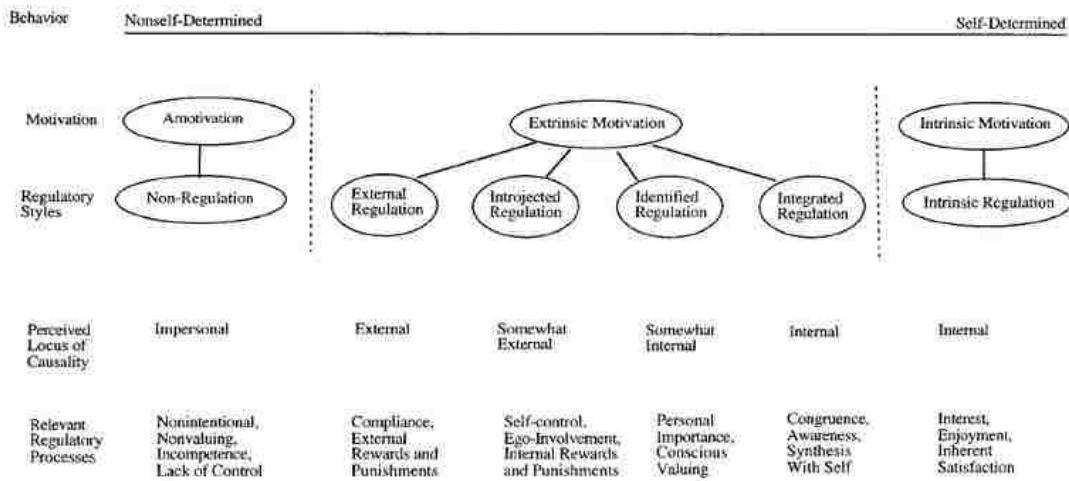 Behavior Nonself-Determined Self-Determined
Motivation Amotivation Extrinsic Motivation Intrinsic Motivation
Regulatory
Styles
Non-Regulation
External
Regulation
Introjected
Regulation
Identified
Regulation
Integrated
Regulation
Intrinsic Regulation
Perceived
Locus of
Causality
Impersonal
External
Somewhat
External
Somewhat
Internal
Internal
Internal
Relevant
Regulatory
Processes
Nonintentional,
Nonvaluing,
Incompetence,
Lack of Control
Compliance,
External
Rewards and
Punishments
Self-control,
Ego-Involvement,
Internal Rewards
and Punishments
Personal
Importance,
Conscious
Valuing
Congruence,
Awareness,
Synthesis
With Self
Interest,
Enjoyment,
Inherent
Satisfaction